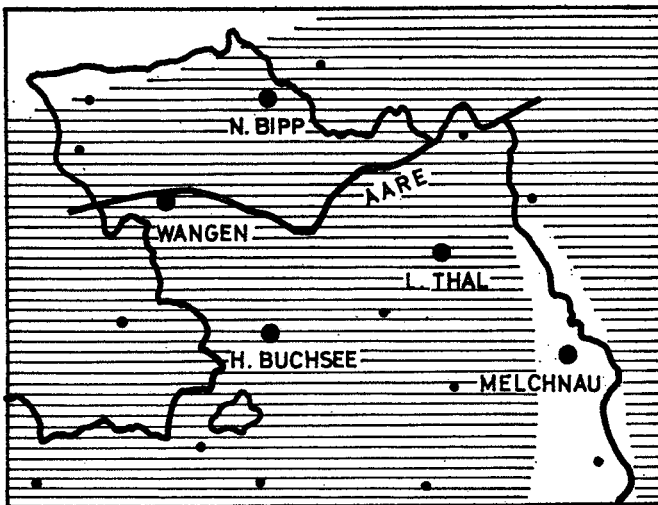 N. BIPP
AARE
WANGEN
L. THAL
H. BUCHSEE
MELCHNAU